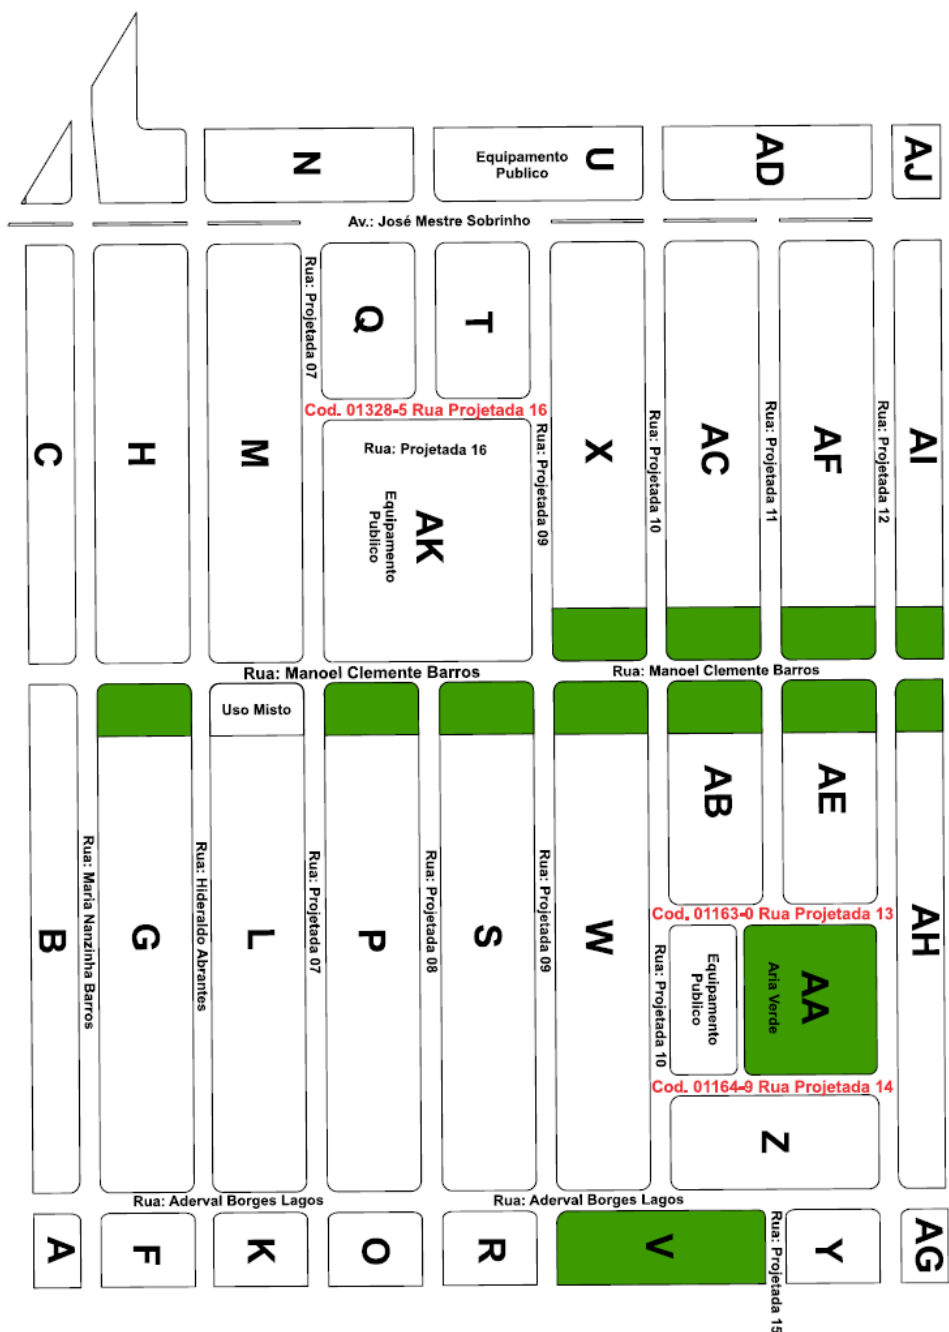 N
Equipamento
Publico
U
AD
AJ
Av.: José Mestre Sobrinho
C
H
M
Rua: Projetada 07
Q
T
Cod. 01328-5 Rua Projetada 16
Rua: Projetada 16
AK
Equipamento
Publico
Rua: Projetada 09
X
Rua: Projetada 10
AC
Rua: Projetada 11
AF
Rua: Projetada 12
AI
Rua: Manoel Clemente Barros
Rua: Manoel Clemente Barros
Uso Misto
B
Rua: Maria Nanzinha Barros
G
Rua: Hideraldo Abrantes
L
Rua: Projetada 07
P
Rua: Projetada 08
S
Rua: Projetada 09
W
AB
AE
Cod. 01163-0 Rua Projetada 13
Rua: Projetada 10
Equipamento
Publico
AA
Aria Verde
AH
Cod. 01164-9 Rua Projetada 14
Z
Rua: Aderval Borges Lagos
Rua: Aderval Borges Lagos
A
F
K
O
R
V
Rua: Projetada 15
Y
AG